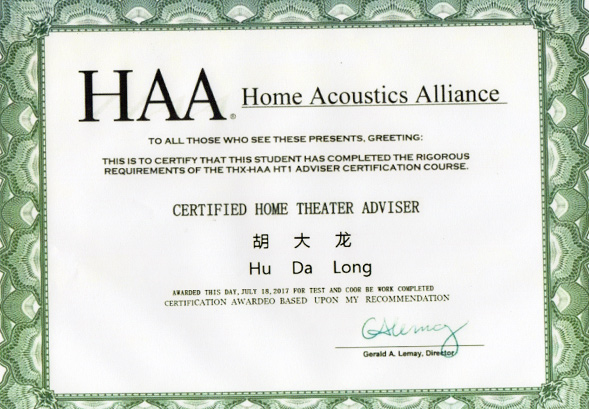 HAA® Home Acoustics Alliance
TO ALL THOSE WHO SEE THESE PRESENTS, GREETING:
THIS IS TO CERTIFY THAT THIS STUDENT HAS COMPLETED THE RIGOROUS
REQUIREMENTS OF THE THX-HAA HT1 ADVISER CERTIFICATION COURSE.
CERTIFIED HOME THEATER ADVISER
胡 大 龙
Hu Da Long
AWARDED THIS DAY, JULY 18, 2017 FOR TEST AND COOR BE WORK COMPLETED
CERTIFICATION AWARDEO BASED UPON MY RECOMMENDATION
GALemay
Gerald A. Lemay, Director